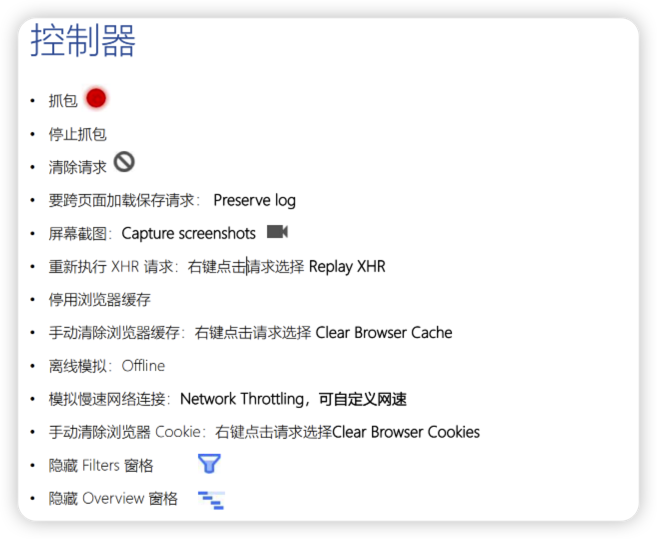 控制器
• 抓包
• 停止抓包
• 清除请求
• 要跨页面加载保存请求： Preserve log
• 屏幕截图：Capture screenshots
• 重新执行 XHR 请求：右键点击请求选择 Replay XHR
• 停用浏览器缓存
• 手动清除浏览器缓存：右键点击请求选择 Clear Browser Cache
• 离线模拟：Offline
• 模拟慢速网络连接：Network Throttling，可自定义网速
• 手动清除浏览器 Cookie：右键点击请求选择Clear Browser Cookies
• 隐藏 Filters 窗格
• 隐藏 Overview 窗格